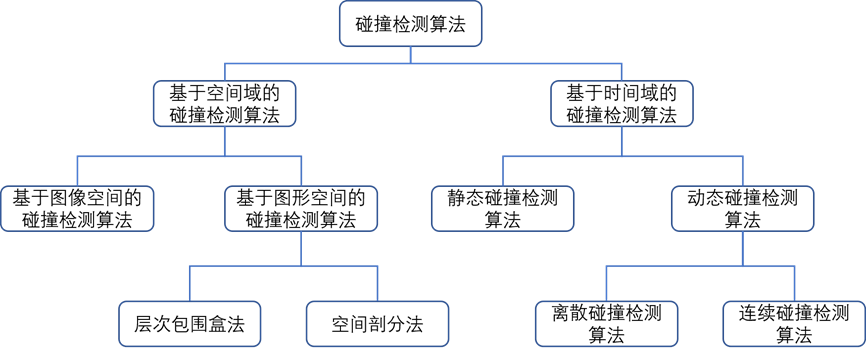 碰撞检测算法
基于空间域的
碰撞检测算法
基于时间域的
碰撞检测算法
基于图像空间的
碰撞检测算法
基于图形空间的
碰撞检测算法
静态碰撞检测
算法
动态碰撞检测
算法
层次包围盒法
空间剖分法
离散碰撞检测
算法
连续碰撞检测
算法